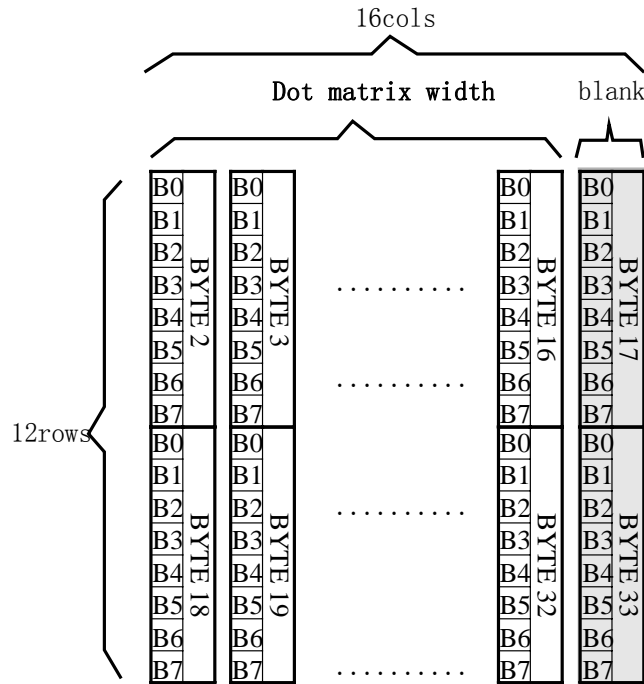 16cols
Dot matrix width blank
B0 B0 B0 B0
B1 B1 B1 B1
B2 B2 B2 B2
B3 B3 .......... B3 B3
B4 B4 B4 B4
B5 B5 B5 B5
B6 B6 .......... B6 B6
B7 B7 B7 B7
BYTE 2 BYTE 3 BYTE 16 BYTE 17
12rows
B0 B0 B0 B0
B1 B1 B1 B1
B2 B2 .......... B2 B2
B3 B3 B3 B3
B4 B4 B4 B4
B5 B5 B5 B5
B6 B6 B6 B6
B7 B7 .......... B7 B7
BYTE 18 BYTE 19 BYTE 32 BYTE 33